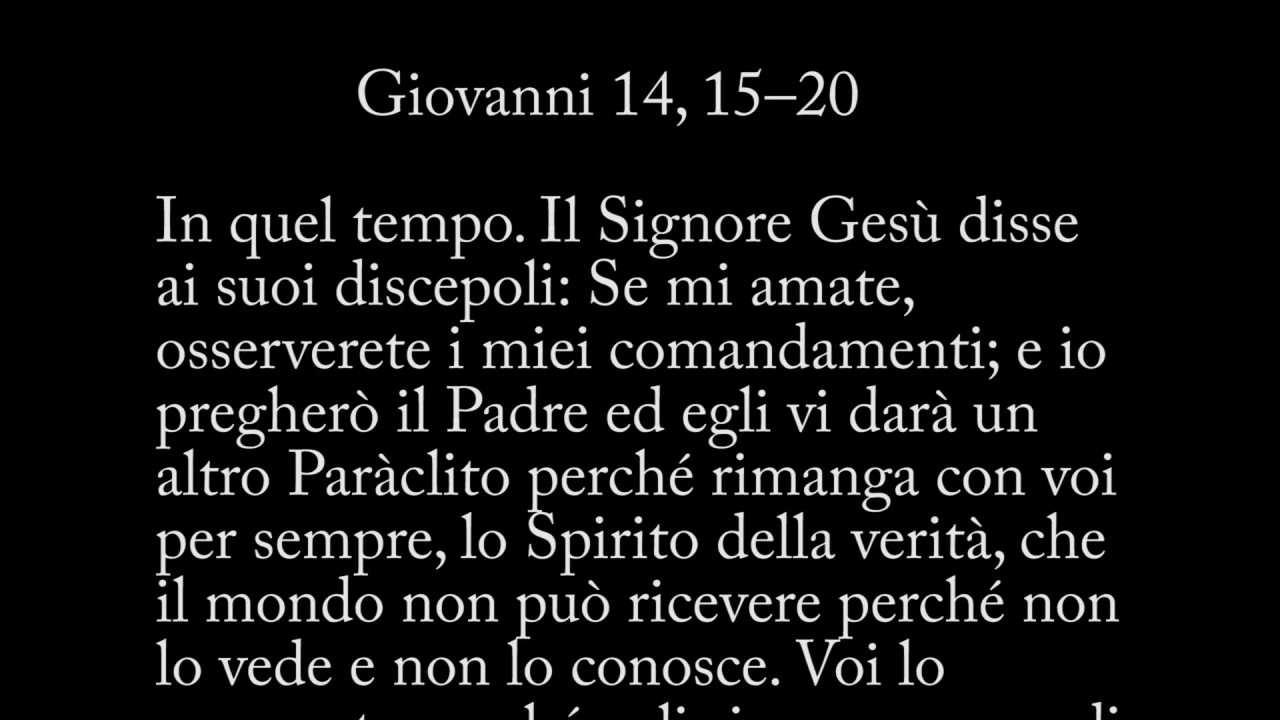 Giovanni 14, 15–20
In quel tempo. Il Signore Gesù disse
ai suoi discepoli: Se mi amate,
osserverete i miei comandamenti; e io
pregherò il Padre ed egli vi darà un
altro Paràclito perché rimanga con voi
per sempre, lo Spirito della verità, che
il mondo non può ricevere perché non
lo vede e non lo conosce. Voi lo